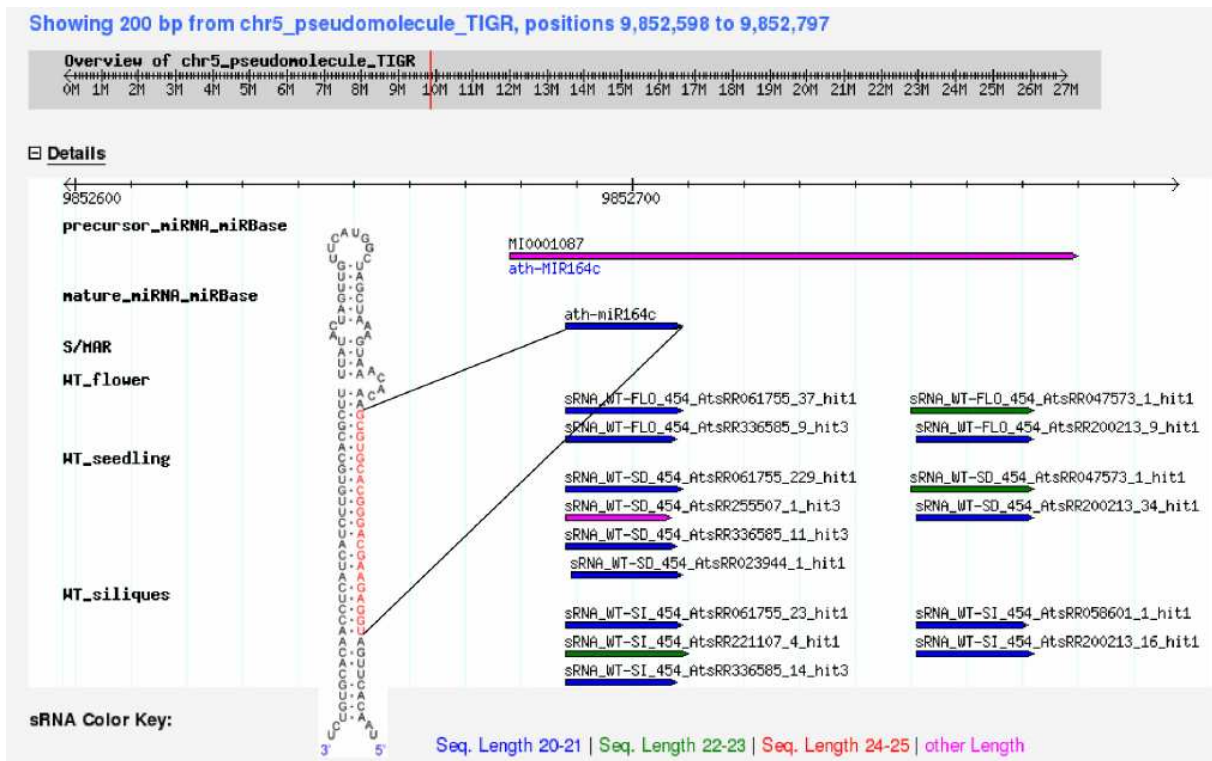 Showing 200 bp from chr5_pseudomolecule_TIGR, positions 9,852,598 to 9,852,797
Overview of chr5_pseudomolecule_TIGR
0M 1M 2M 3M 4M 5M 6M 7M 8M 9M 10M 11M 12M 13M 14M 15M 16M 17M 18M 19M 20M 21M 22M 23M 24M 25M 26M 27M
Details
9852600 9852700
precursor_miRNA_miRBase
MI0001087
ath-MIR164c
mature_miRNA_miRBase
ath-miR164c
S/MAR
WT_flower
sRNA_WT-FLO_454_AtsRR061755_37_hit1 sRNA_WT-FLO_454_AtsRR047573_1_hit1
sRNA_WT-FLO_454_AtsRR336585_9_hit3 sRNA_WT-FLO_454_AtsRR200213_9_hit1
WT_seedling
sRNA_WT-SD_454_AtsRR061755_229_hit1 sRNA_WT-SD_454_AtsRR047573_1_hit1
sRNA_WT-SD_454_AtsRR255507_1_hit3 sRNA_WT-SD_454_AtsRR200213_34_hit1
sRNA_WT-SD_454_AtsRR336585_11_hit3
sRNA_WT-SD_454_AtsRR023944_1_hit1
WT_siliques
sRNA_WT-SI_454_AtsRR061755_23_hit1 sRNA_WT-SI_454_AtsRR058601_1_hit1
sRNA_WT-SI_454_AtsRR221107_4_hit1 sRNA_WT-SI_454_AtsRR200213_16_hit1
sRNA_WT-SI_454_AtsRR336585_14_hit3
sRNA Color Key:
3' 5'
Seq. Length 20-21 | Seq. Length 22-23 | Seq. Length 24-25 | other Length